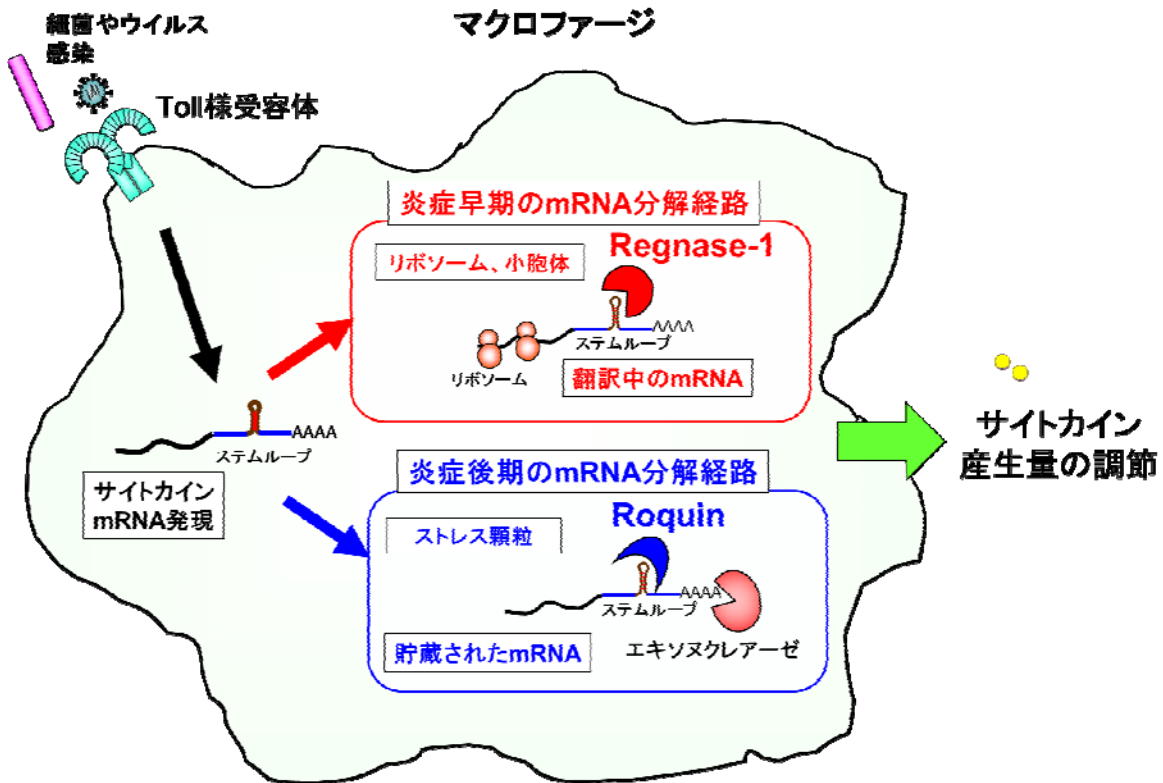 細菌やウイルス
感染
マクロファージ
Toll様受容体
炎症早期のmRNA分解経路
Regnase-1
リボソーム、小胞体
AAAA
ステムループ
リボソーム
翻訳中のmRNA
AAAA
ステムループ
サイトカイン
mRNA発現
炎症後期のmRNA分解経路
Roquin
ストレス顆粒
AAAA
ステムループ
エキソヌクレアーゼ
貯蔵されたmRNA
サイトカイン
産生量の調節